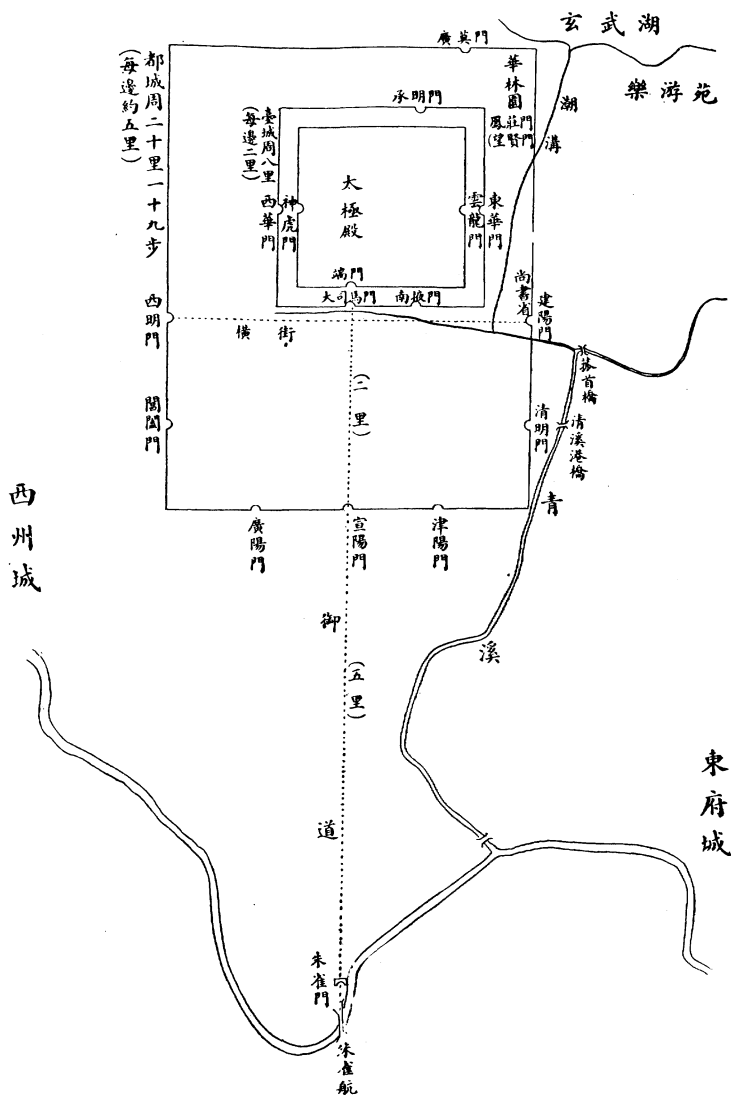 玄武湖
樂游苑
廣莫門
華林園
潮溝
都城周二十里一十九步
(每邊約五里)
承明門
鳳莊門
(望賢門)
臺城周八里
(每邊二里)
太極殿
西華門
神虎門
雲龍門
東華門
端門
大司馬門
南掖門
尚書省
建陽門
西明門
橫街
(二里)
菰首橋
閶闔門
清明門
清溪港橋
青溪
西州城
廣陽門
宣陽門
津陽門
御道
(五里)
東府城
朱雀門
朱雀航